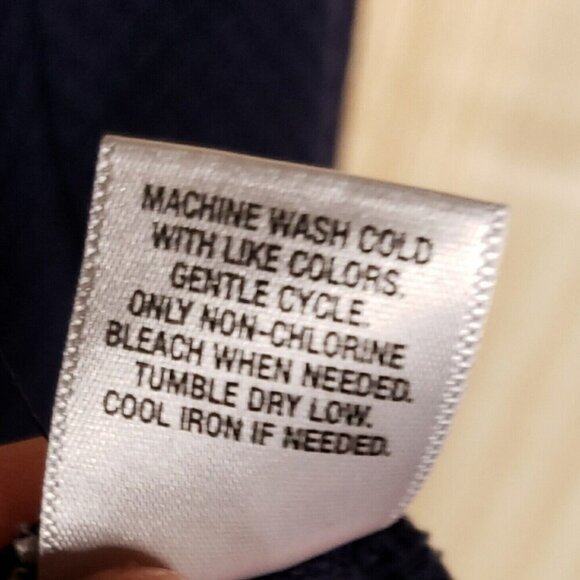 MACHINE WASH COLD
WITH LIKE COLORS.
GENTLE CYCLE.
ONLY NON-CHLORINE
BLEACH WHEN NEEDED.
TUMBLE DRY LOW.
COOL IRON IF NEEDED.